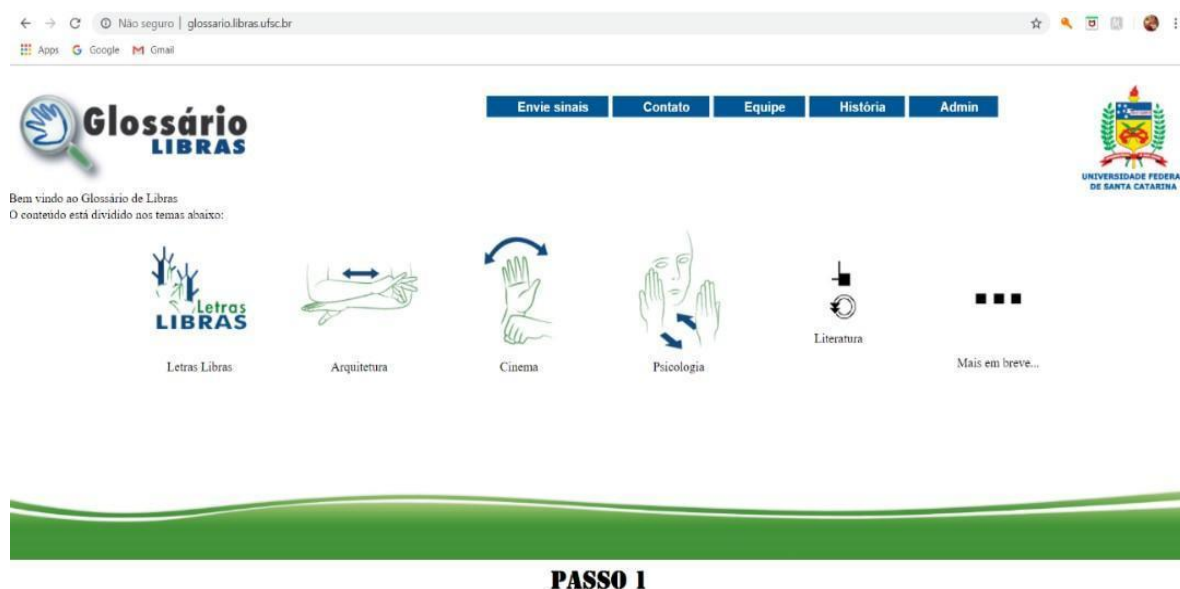 Não seguro | glossario.libras.ufsc.br
Apps Google Gmail
Glossário
LIBRAS
Envie sinais Contato Equipe História Admin
UNIVERSIDADE FEDERA
DE SANTA CATARINA
Bem vindo ao Glossário de Libras
O conteúdo está dividido nos temas abaixo:
Letras
LIBRAS
Letras Libras
Arquitetura
Cinema
Psicologia
Literatura
Mais em breve...
PASSO 1